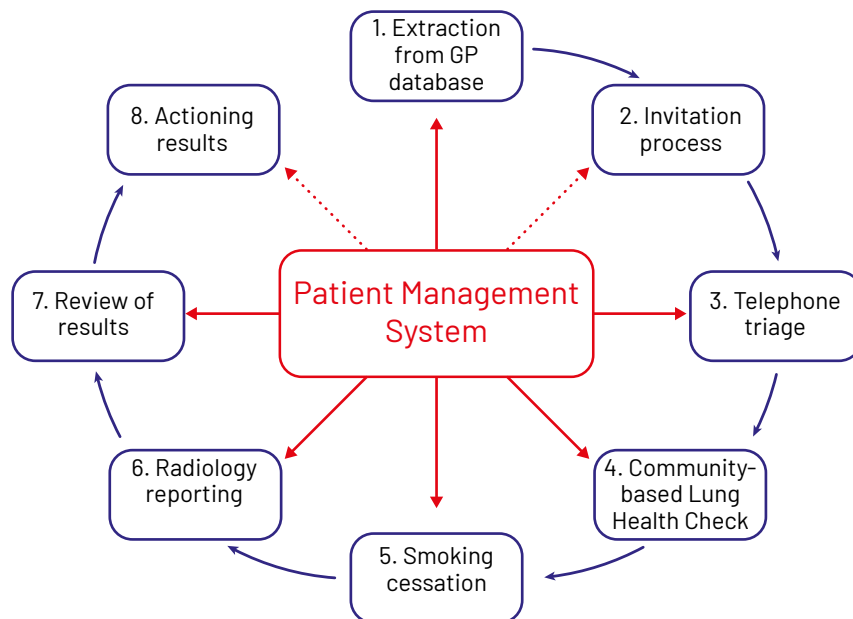 1. Extraction
from GP
database
2. Invitation
process
3. Telephone
triage
4. Community-
based Lung
Health Check
5. Smoking
cessation
6. Radiology
reporting
7. Review of
results
8. Actioning
results
Patient Management
System